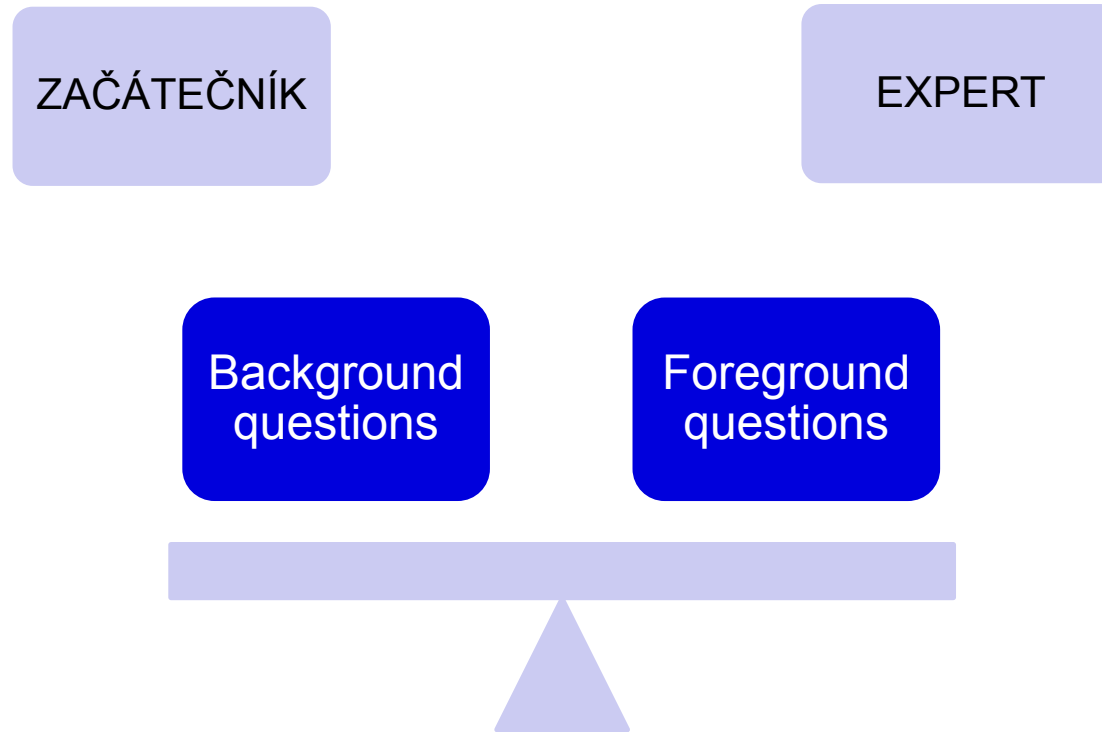 ZAČÁTEČNÍK
EXPERT
Background
questions
Foreground
questions